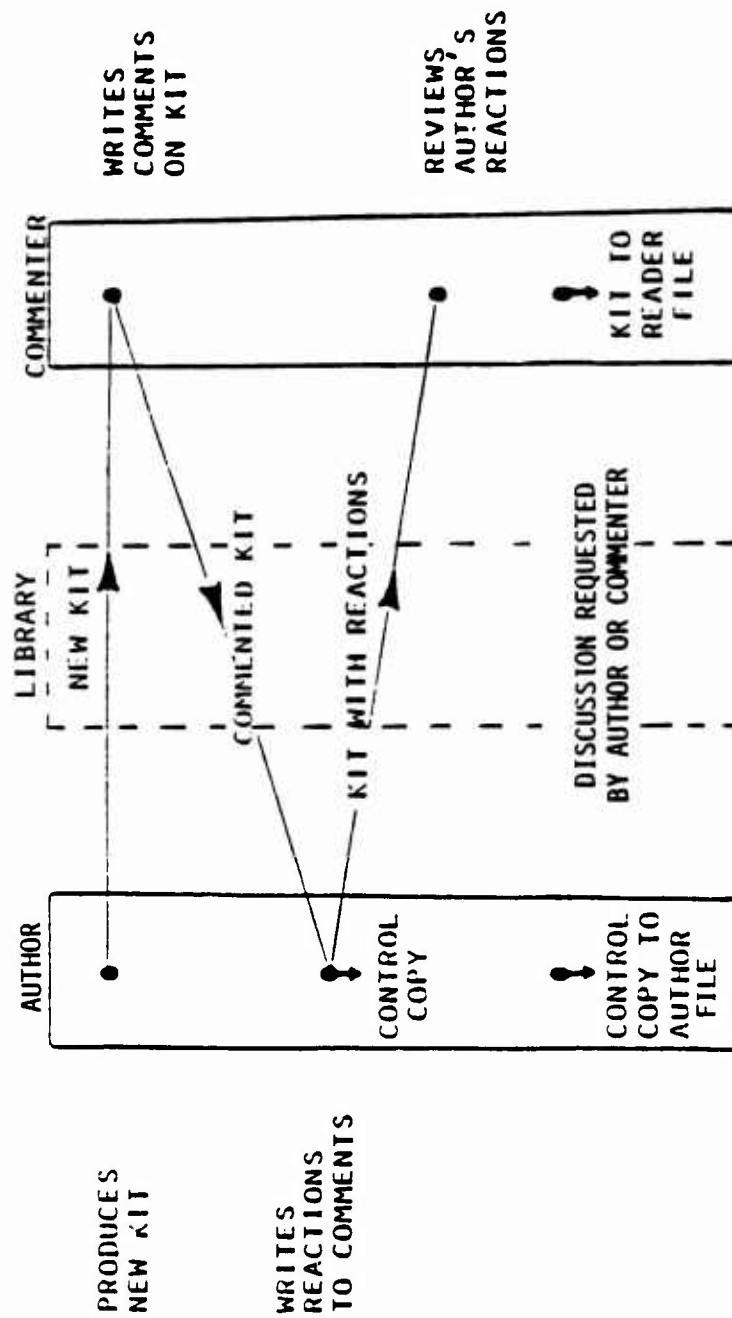 AUTHOR
LIBRARY
COMMENTER
PRODUCES
NEW KIT
NEW KIT
WRITES
COMMENTS
ON KIT
COMMENTED KIT
WRITES
REACTIONS
TO COMMENTS
CONTROL
COPY
KIT WITH REACTIONS
REVIEWS
AUTHOR'S
REACTIONS
DISCUSSION REQUESTED
BY AUTHOR OR COMMENTER
CONTROL
COPY TO
AUTHOR
FILE
KIT TO
READER
FILE